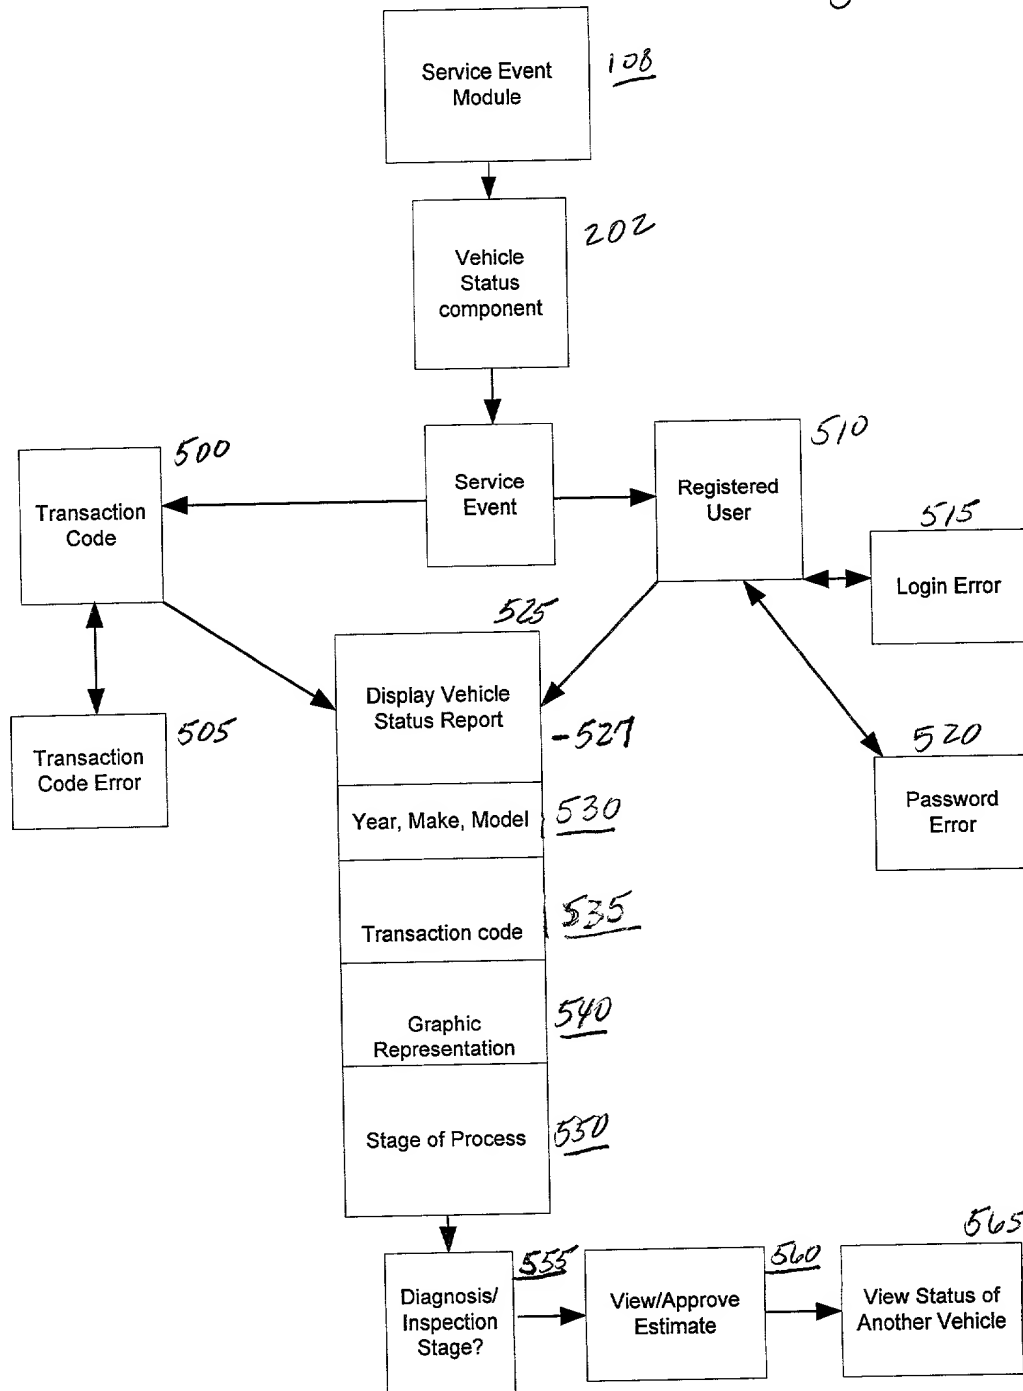 Service Event
Module
108
Vehicle
Status
component
202
500
Transaction
Code
Service
Event
Registered
User
510
515
Login Error
525
Display Vehicle
Status Report
-527
Transaction
Code Error
505
520
Password
Error
Year, Make, Model
530
Transaction code
535
Graphic
Representation
540
Stage of Process
550
Diagnosis/
Inspection
Stage?
555
View/Approve
Estimate
560
565
View Status of
Another Vehicle